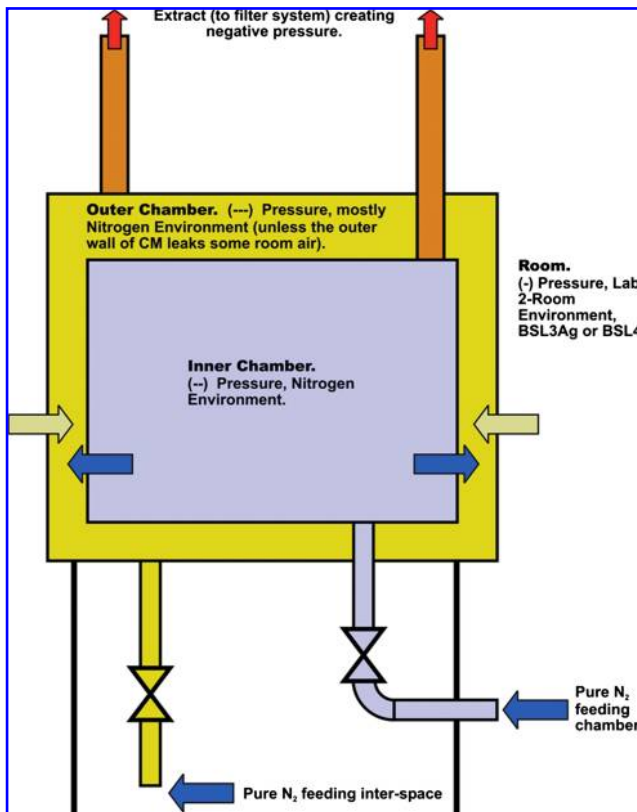 Extract (to filter system) creating
negative pressure.
Outer Chamber. (---) Pressure, mostly
Nitrogen Environment (unless the outer
wall of CM leaks some room air).
Room.
(-) Pressure, Lab
2-Room
Environment,
BSL3Ag or BSL4
Inner Chamber.
(--) Pressure, Nitrogen
Environment.
Pure N₂
feeding
chamber
Pure N₂ feeding inter-space